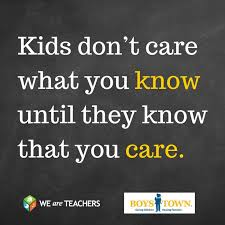 Kids don't care
what you know
until they know
that you care.
WE are TEACHERS
BOYS TOWN.